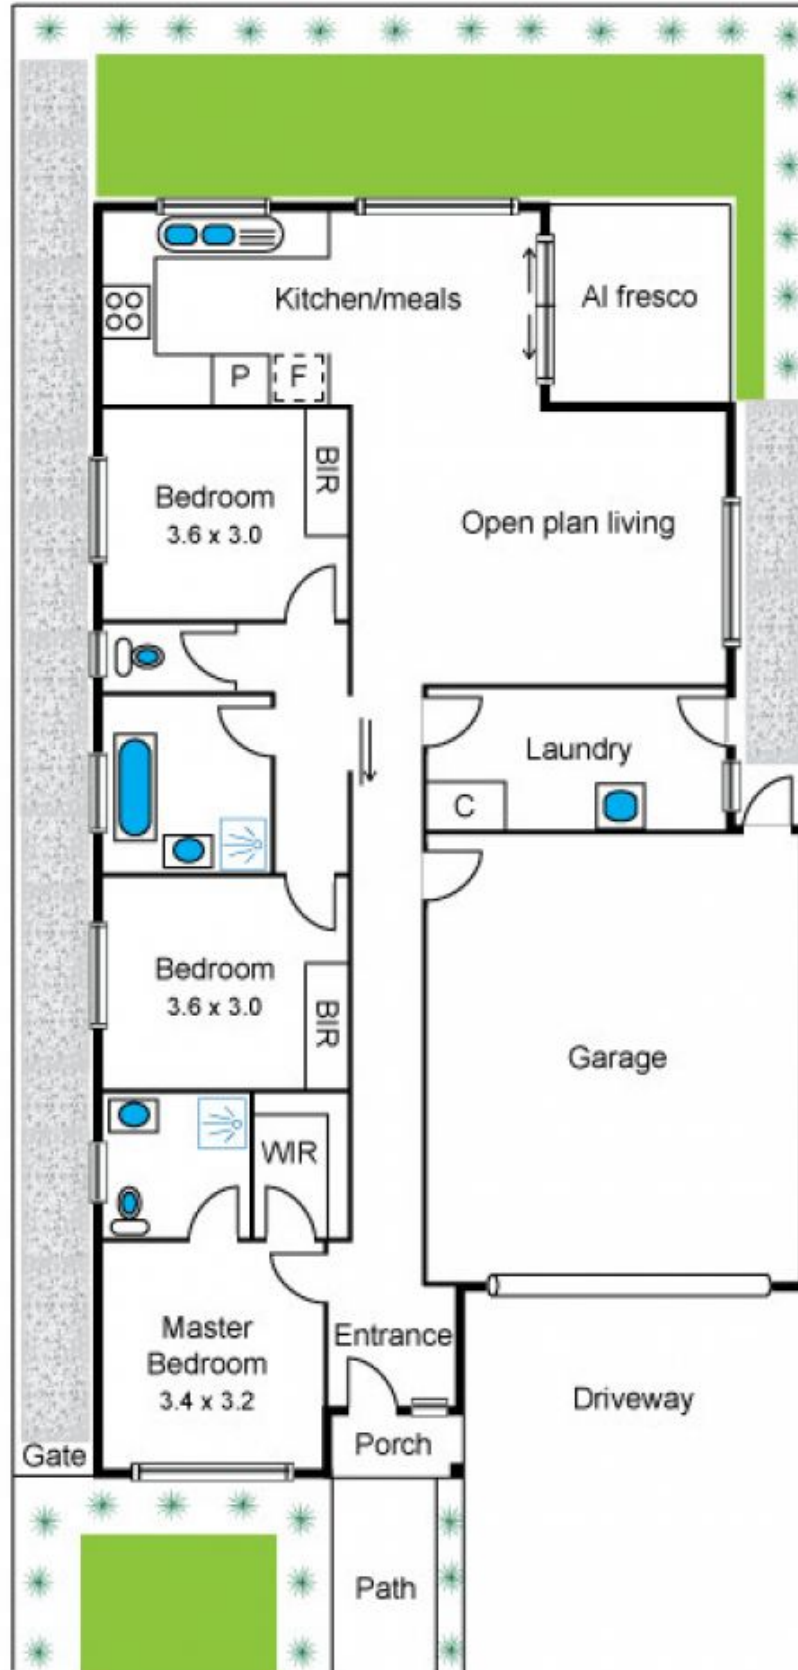 Kitchen/meals
Al fresco
P
F
BIR
Bedroom
3.6 x 3.0
Open plan living
Laundry
C
Bedroom
3.6 x 3.0
BIR
Garage
WIR
Master
Bedroom
3.4 x 3.2
Entrance
Driveway
Porch
Gate
Path